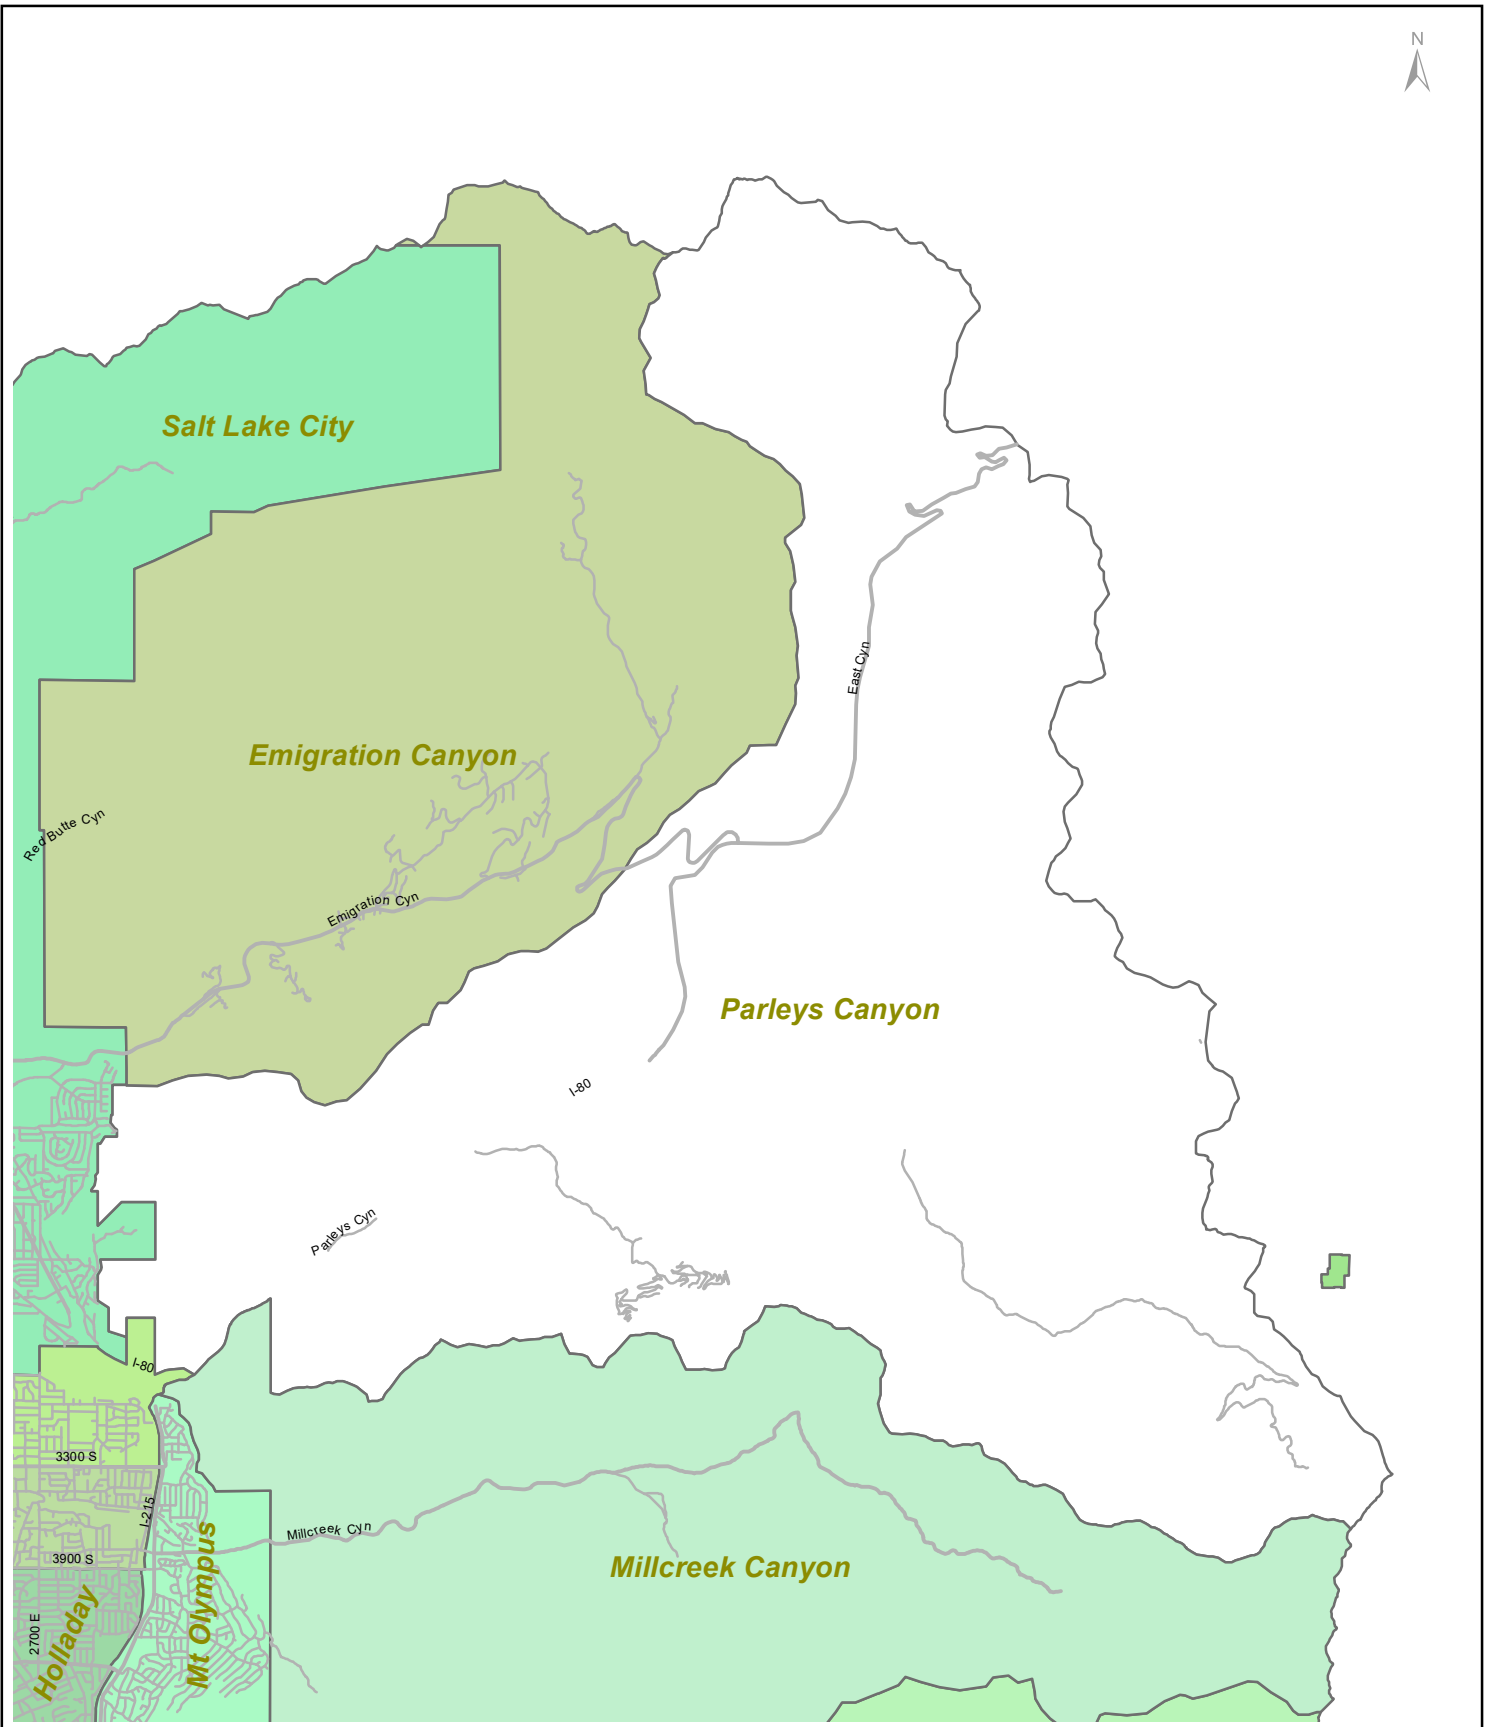 N
Salt Lake City
East Cyn
Emigration Canyon
Red Butte Cyn
Emigration Cyn
Parleys Canyon
I-80
Parleys Cyn
I-80
3300 S
I-215
Millcreek Cyn
3900 S
Millcreek Canyon
Mt Olympus
Holladay
2700 E